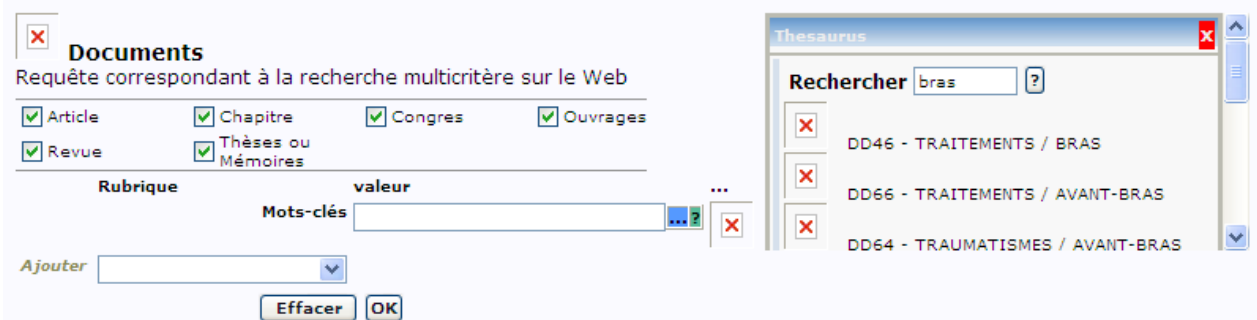 Documents
Requête correspondant à la recherche multicritère sur le Web
Article Chapitre Congres Ouvrages
Revue Thèses ou
Mémoires
Rubrique valeur ...
Mots-clés ... ?
Ajouter
Effacer OK
Thesaurus x
Rechercher bras ?
DD46 - TRAITEMENTS / BRAS
DD66 - TRAITEMENTS / AVANT-BRAS
DD64 - TRAUMATISMES / AVANT-BRAS